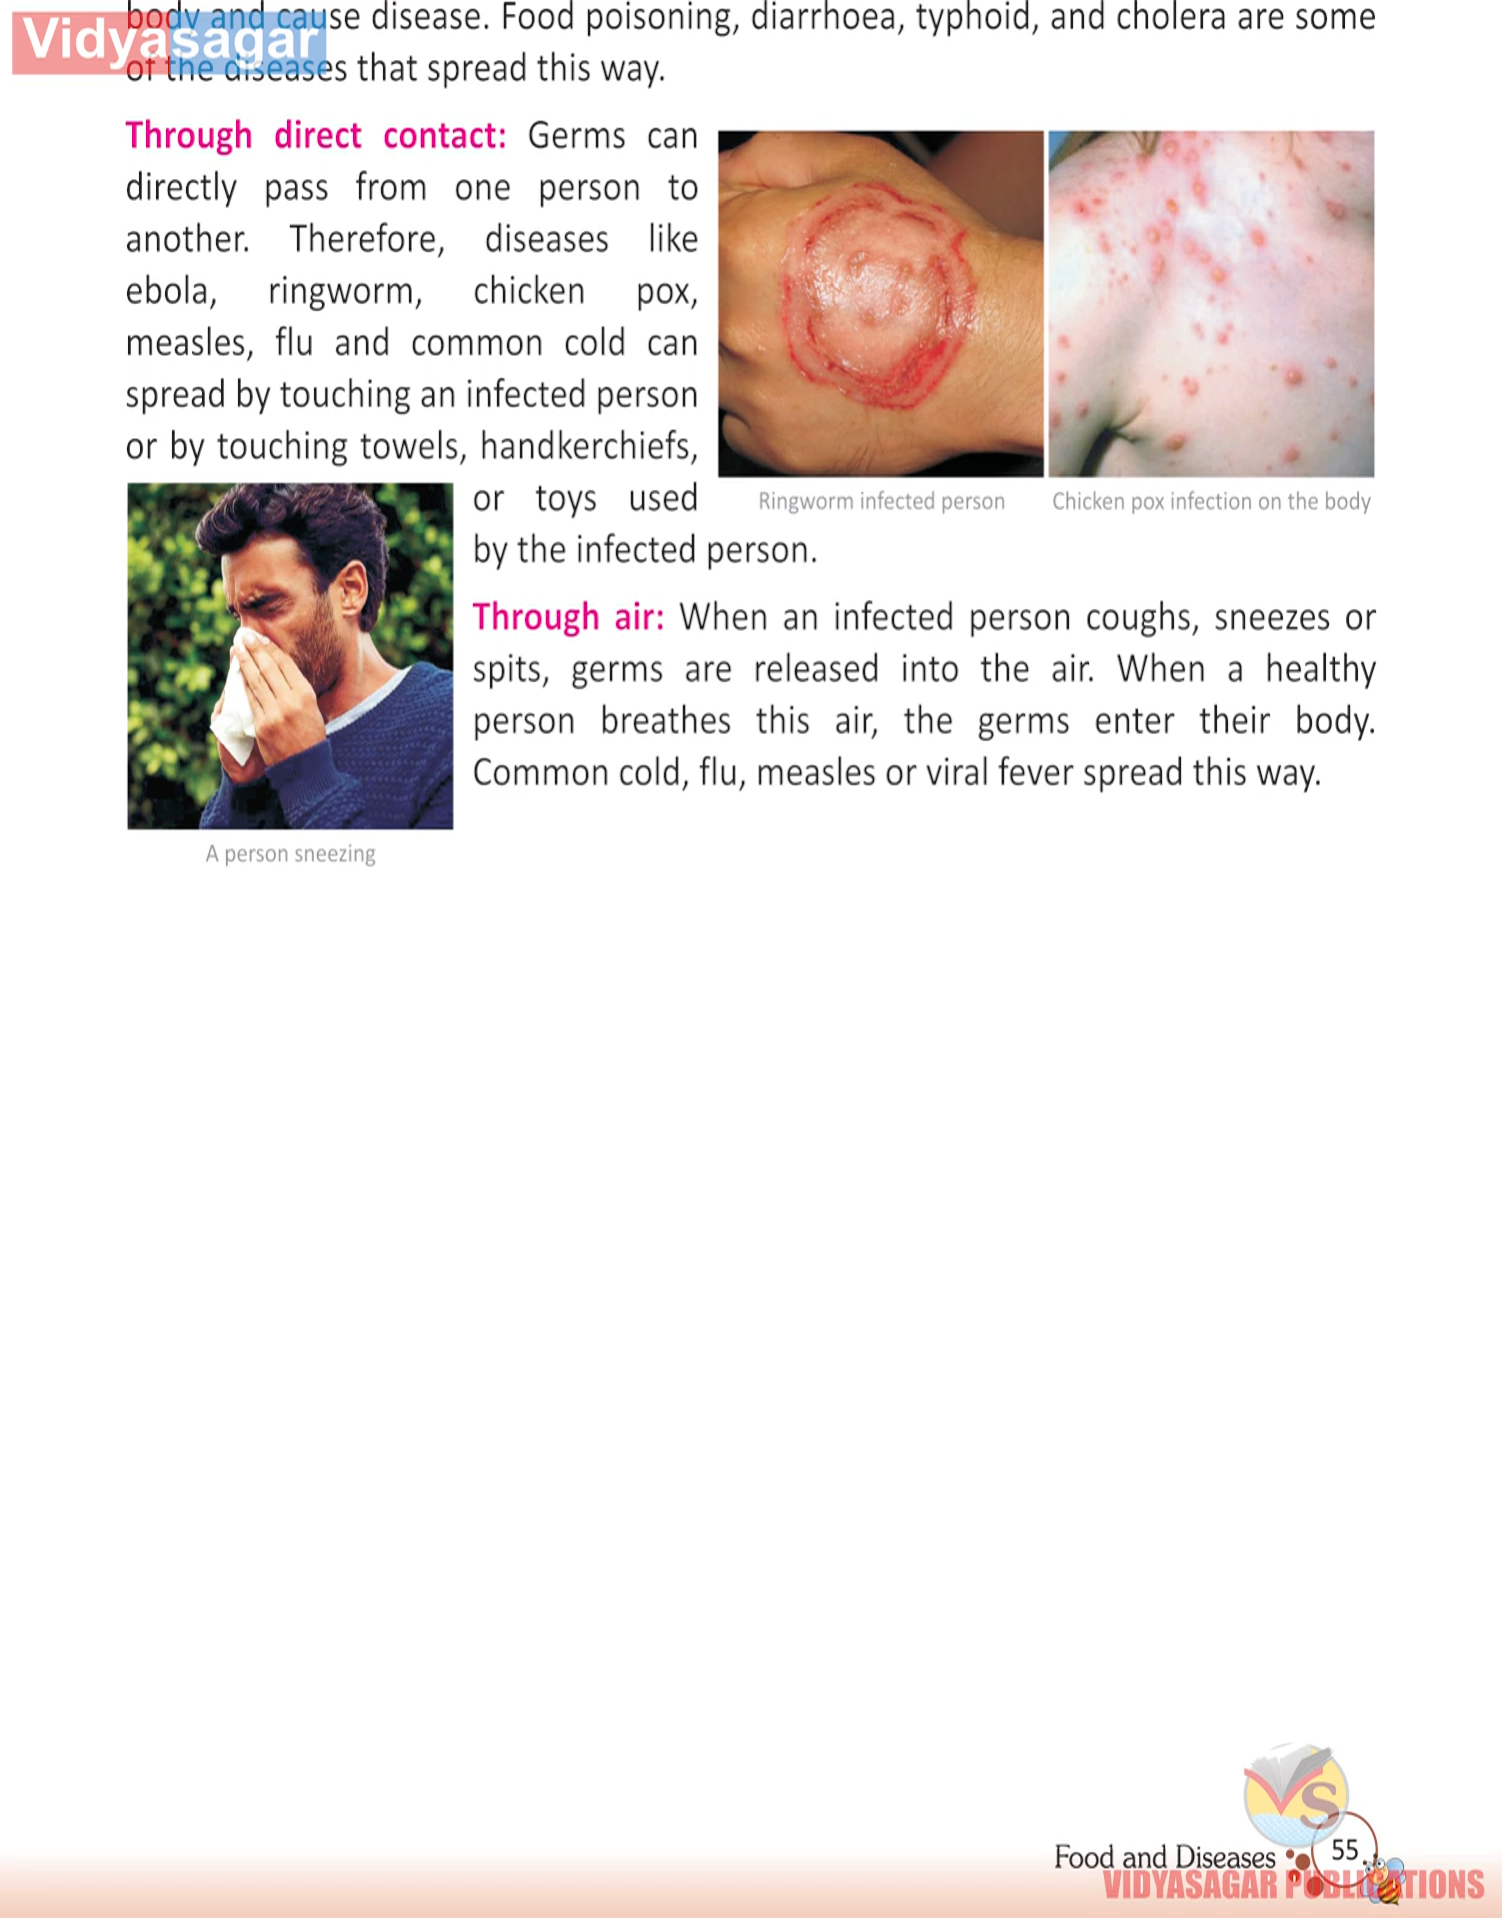 body and cause disease. Food poisoning, diarrhoea, typhoid, and cholera are some
Vidyasagar
of the diseases that spread this way.
Through direct contact: Germs can
directly pass from one person to
another. Therefore, diseases like
ebola, ringworm, chicken pox,
measles, flu and common cold can
spread by touching an infected person
or by touching towels, handkerchiefs,
or toys used
by the infected person.
Ringworm infected person
Chicken pox infection on the body
Through air: When an infected person coughs, sneezes or
spits, germs are released into the air. When a healthy
person breathes this air, the germs enter their body.
Common cold, flu, measles or viral fever spread this way.
A person sneezing
VS
Food and Diseases 55
VIDYASAGAR PUBLICATIONS